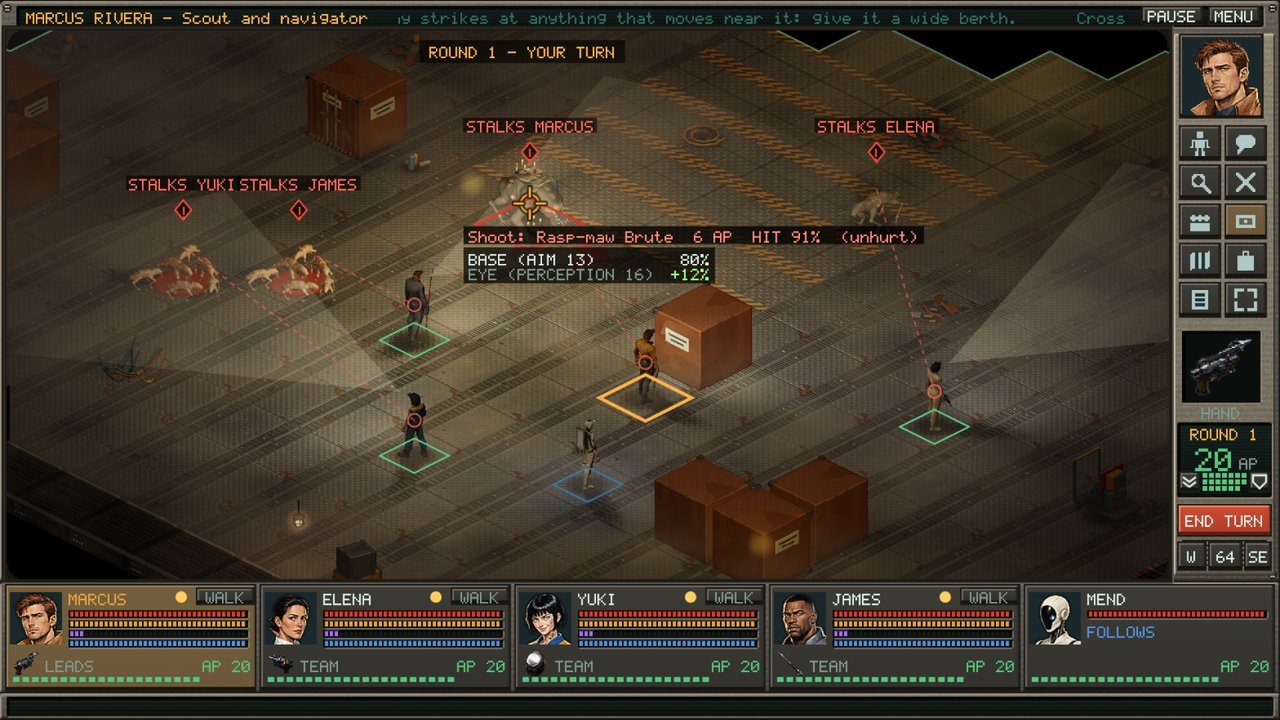 MARCUS RIVERA - Scout and navigator
y strikes at anything that moves near it: give it a wide berth.
Cross
PAUSE
MENU
ROUND 1 - YOUR TURN
STALKS MARCUS
STALKS ELENA
STALKS YUKI
STALKS JAMES
Shoot: Rasp-maw Brute 6 AP HIT 91% (unhurt)
BASE (AIM 13) 80%
EYE (PERCEPTION 16) +12%
HAND
ROUND 1
20 AP
END TURN
W 64 SE
MARCUS WALK
LEADS AP 20
ELENA WALK
TEAM AP 20
YUKI WALK
TEAM AP 20
JAMES WALK
TEAM AP 20
MEND
FOLLOWS
AP 20